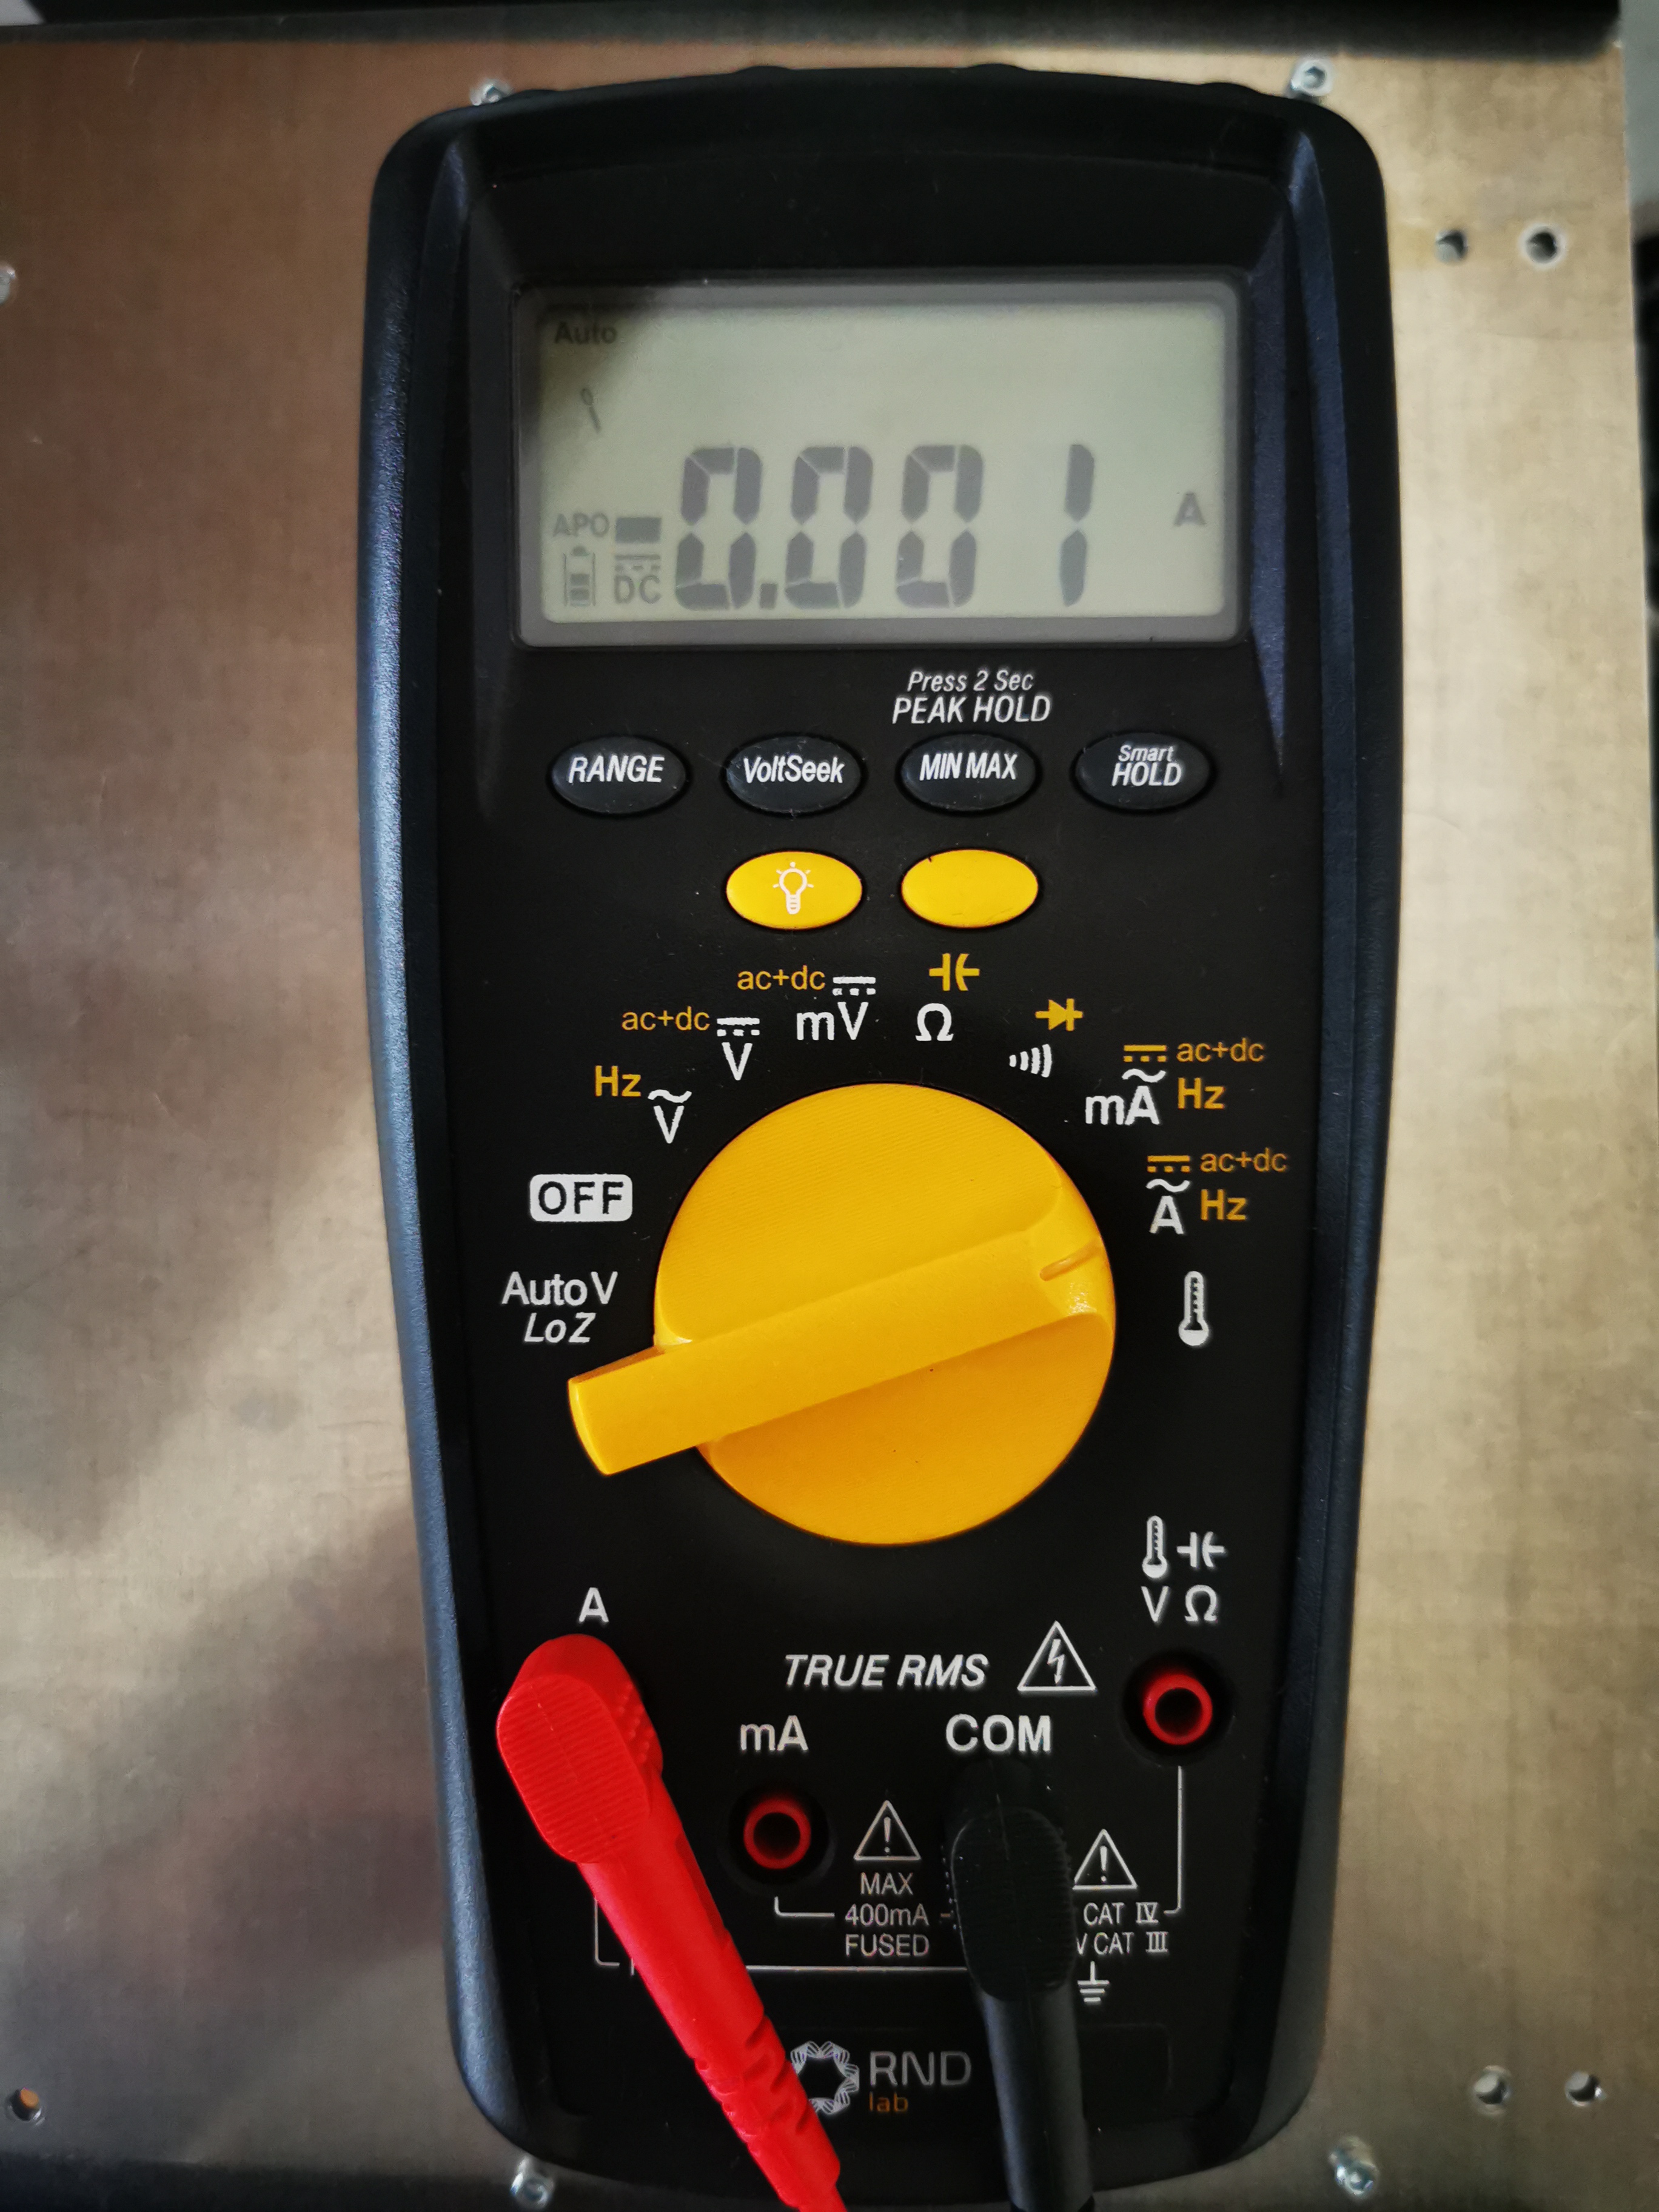 Auto
APO
DC
-0.001 A
Press 2 Sec
PEAK HOLD
RANGE
VoltSeek
MIN MAX
Smart
HOLD
ac+dc
mV
Ω
ac+dc
V
Hz
V
ac+dc
mA Hz
ac+dc
A Hz
OFF
Auto V
LoZ
A
V Ω
TRUE RMS
mA
COM
MAX
400mA
FUSED
CAT IV
V CAT III
RND
lab